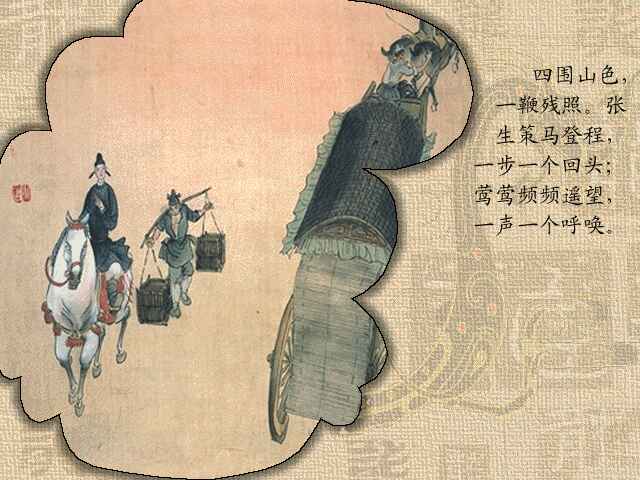 四围山色，
一鞭残照。张
生策马登程，
一步一个回头；
莺莺频频遥望，
一声一个呼唤。